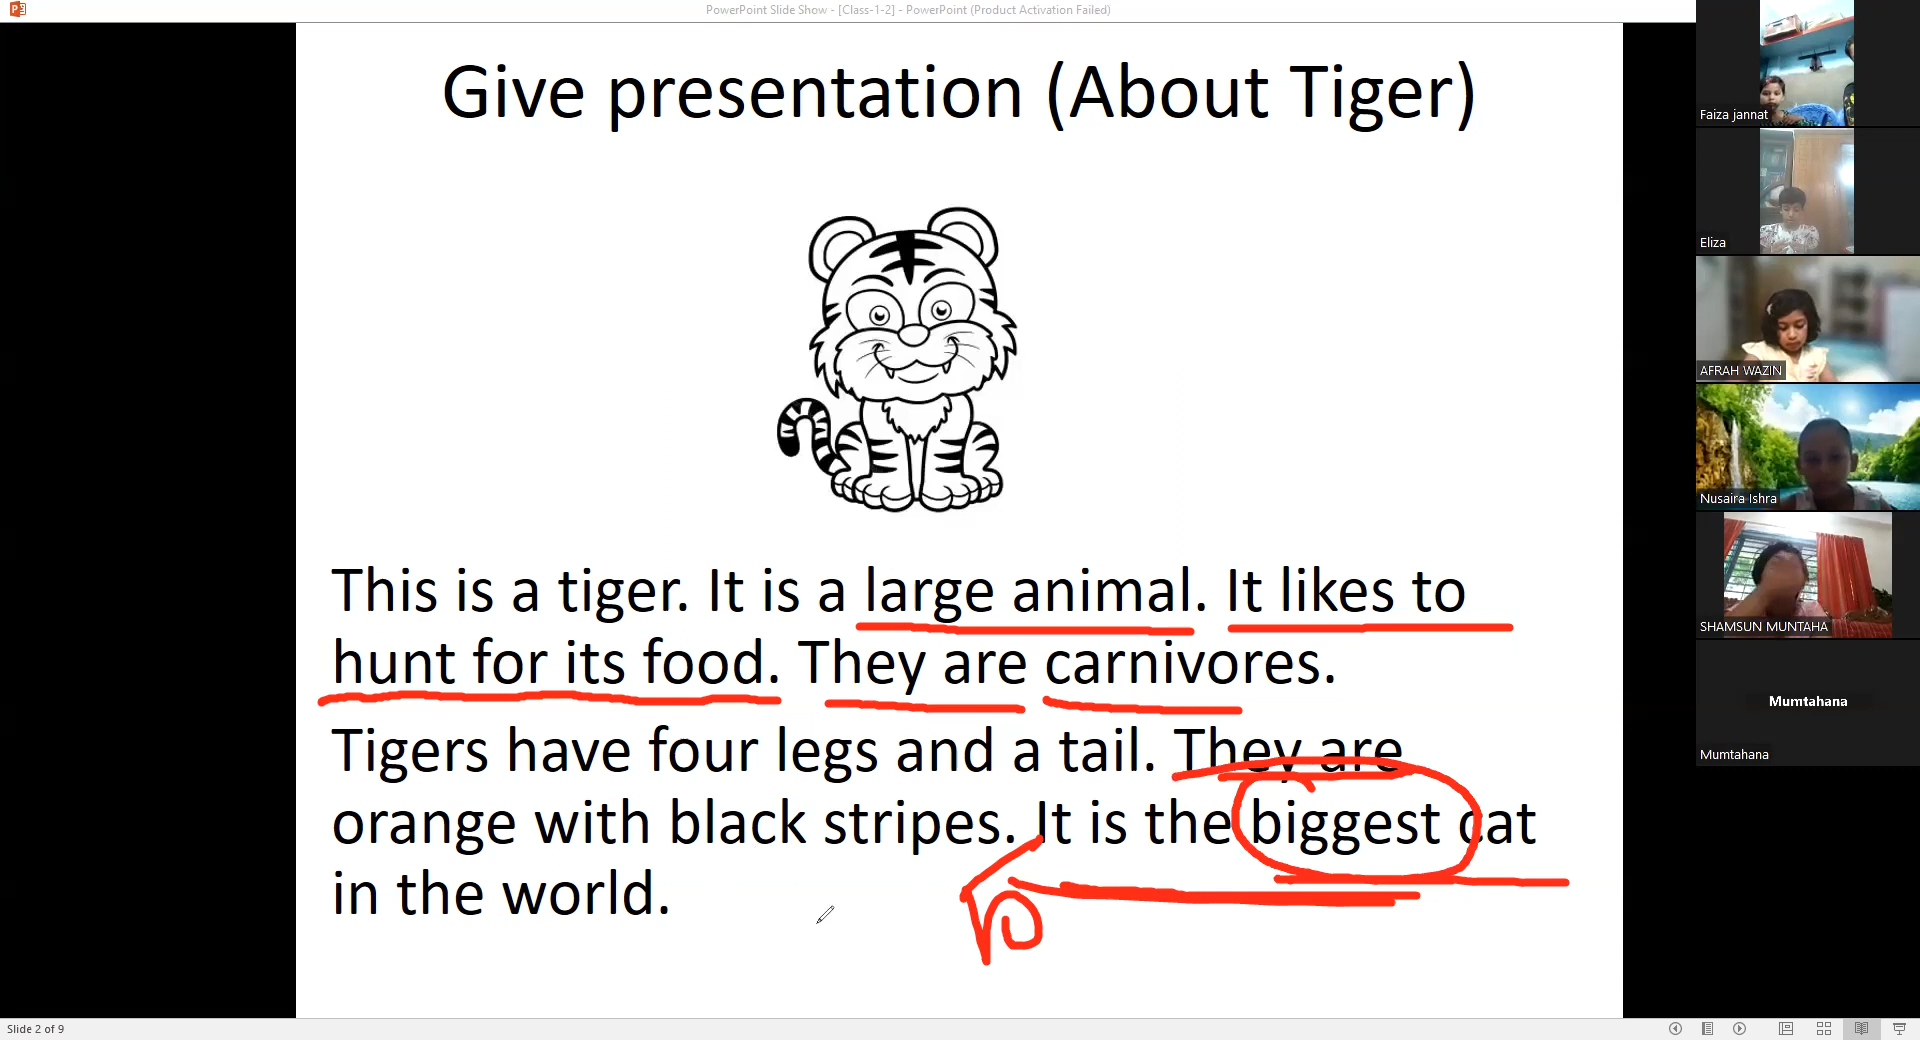 PowerPoint Slide Show - [Class-1-2] - PowerPoint (Product Activation Failed)
Give presentation (About Tiger)
This is a tiger. It is a large animal. It likes to
hunt for its food. They are carnivores.
Tigers have four legs and a tail. They are
orange with black stripes. It is the biggest cat
in the world.
Faiza jannat
Eliza
AFRAH WAZIN
Nusaira Ishra
SHAMSUN MUNTAHA
Mumtahana
Mumtahana
Slide 2 of 9